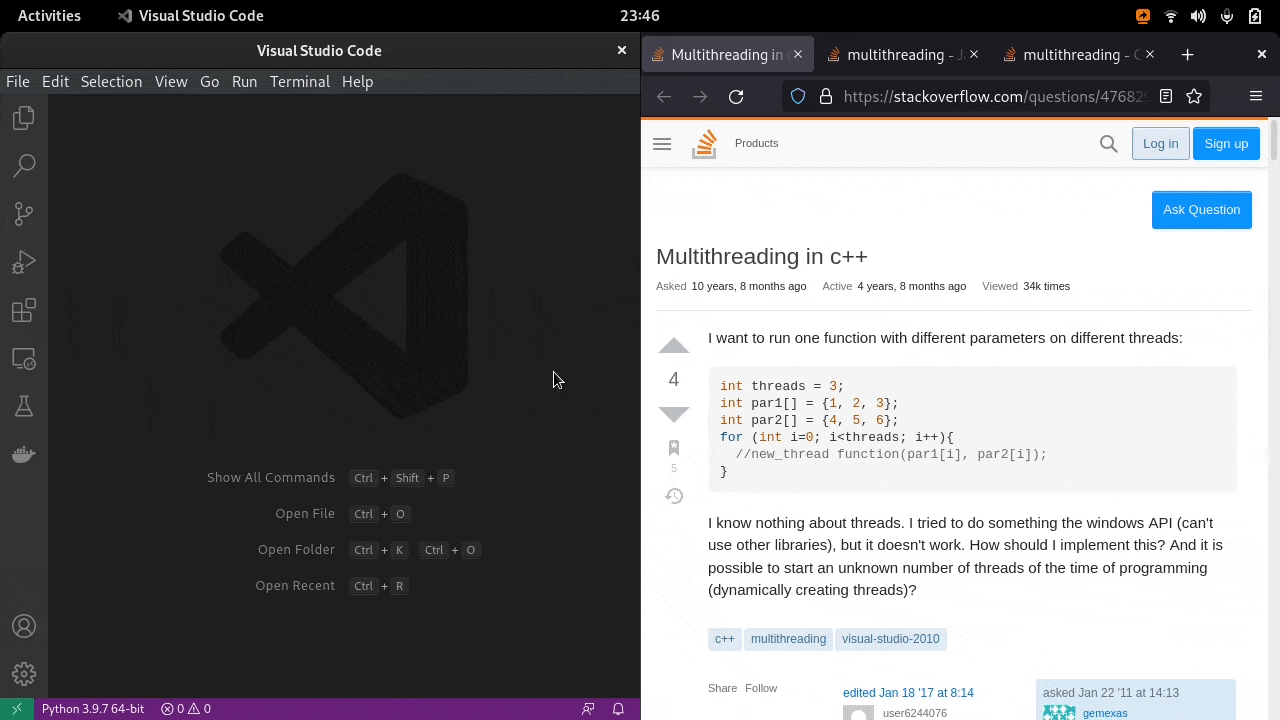 Activities Visual Studio Code 23:46
Visual Studio Code
File Edit Selection View Go Run Terminal Help
Show All Commands Ctrl + Shift + P
Open File Ctrl + O
Open Folder Ctrl + K Ctrl + O
Open Recent Ctrl + R
Python 3.9.7 64-bit 0 0
Multithreading in c multithreading - J multithreading - C
https://stackoverflow.com/questions/476829
Products Log in Sign up
Ask Question
Multithreading in c++
Asked 10 years, 8 months ago Active 4 years, 8 months ago Viewed 34k times
I want to run one function with different parameters on different threads:
4
int threads = 3;
int par1[] = {1, 2, 3};
int par2[] = {4, 5, 6};
for (int i=0; i<threads; i++){
//new_thread function(par1[i], par2[i]);
}
5
I know nothing about threads. I tried to do something the windows API (can't
use other libraries), but it doesn't work. How should I implement this? And it is
possible to start an unknown number of threads of the time of programming
(dynamically creating threads)?
c++ multithreading visual-studio-2010
Share Follow edited Jan 18 '17 at 8:14 asked Jan 22 '11 at 14:13
user6244076 gemexas